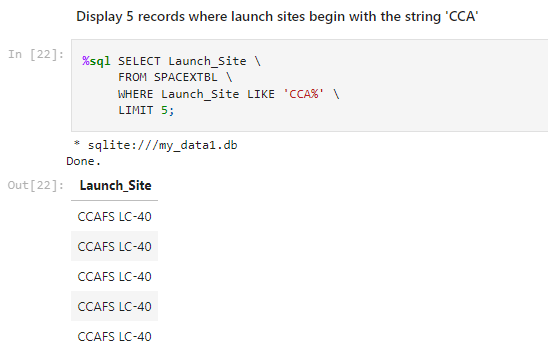 Display 5 records where launch sites begin with the string 'CCA'
In [22]: %sql SELECT Launch_Site \
FROM SPACEXTBL \
WHERE Launch_Site LIKE 'CCA%' \
LIMIT 5;
* sqlite:///my_data1.db
Done.
Out[22]: Launch_Site
CCAFS LC-40
CCAFS LC-40
CCAFS LC-40
CCAFS LC-40
CCAFS LC-40